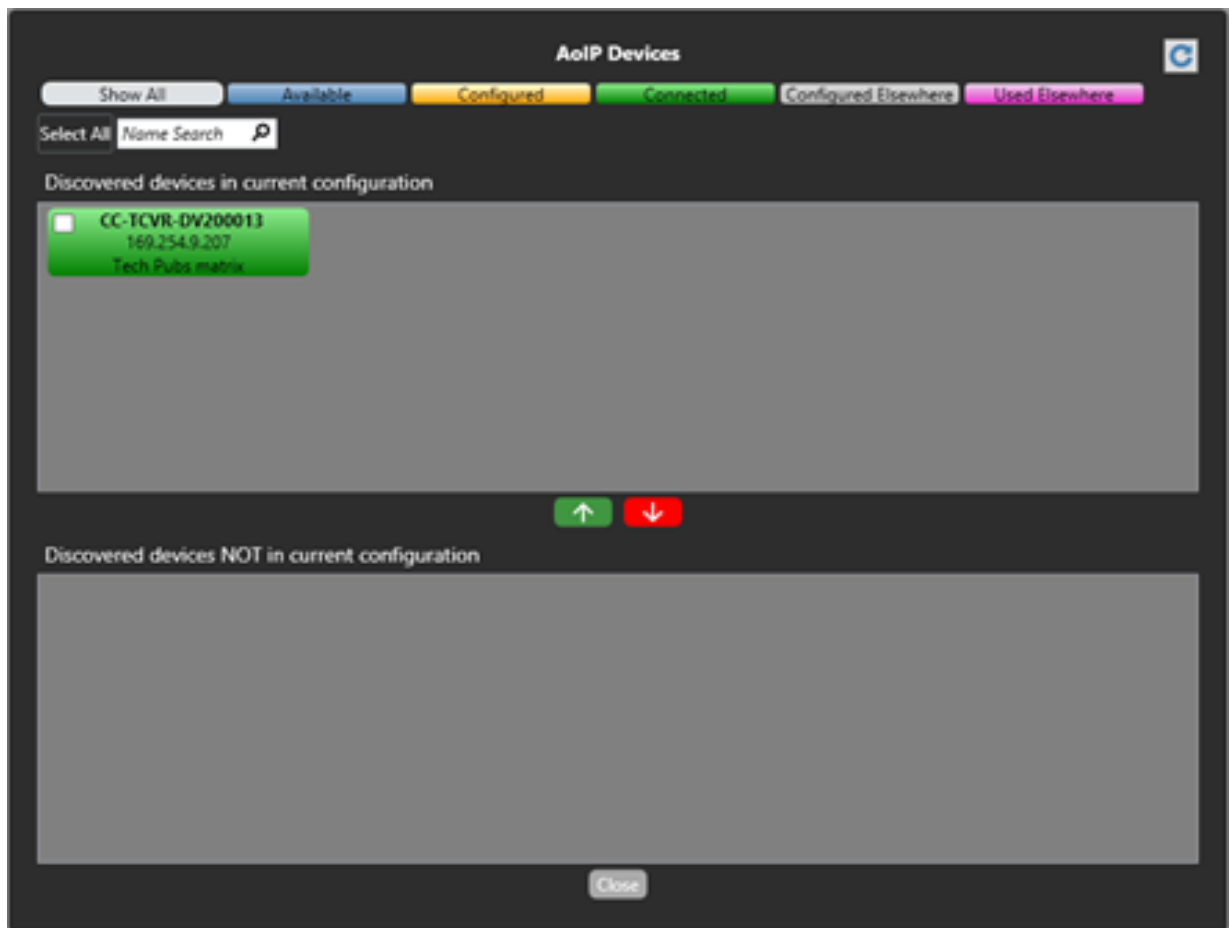 AoIP Devices
Show All Available Configured Connected Configured Elsewhere Used Elsewhere
Select All Name Search
Discovered devices in current configuration
CC-TCVR-DV200013
169.254.9.207
Tech Pubs matrix
Discovered devices NOT in current configuration
Close